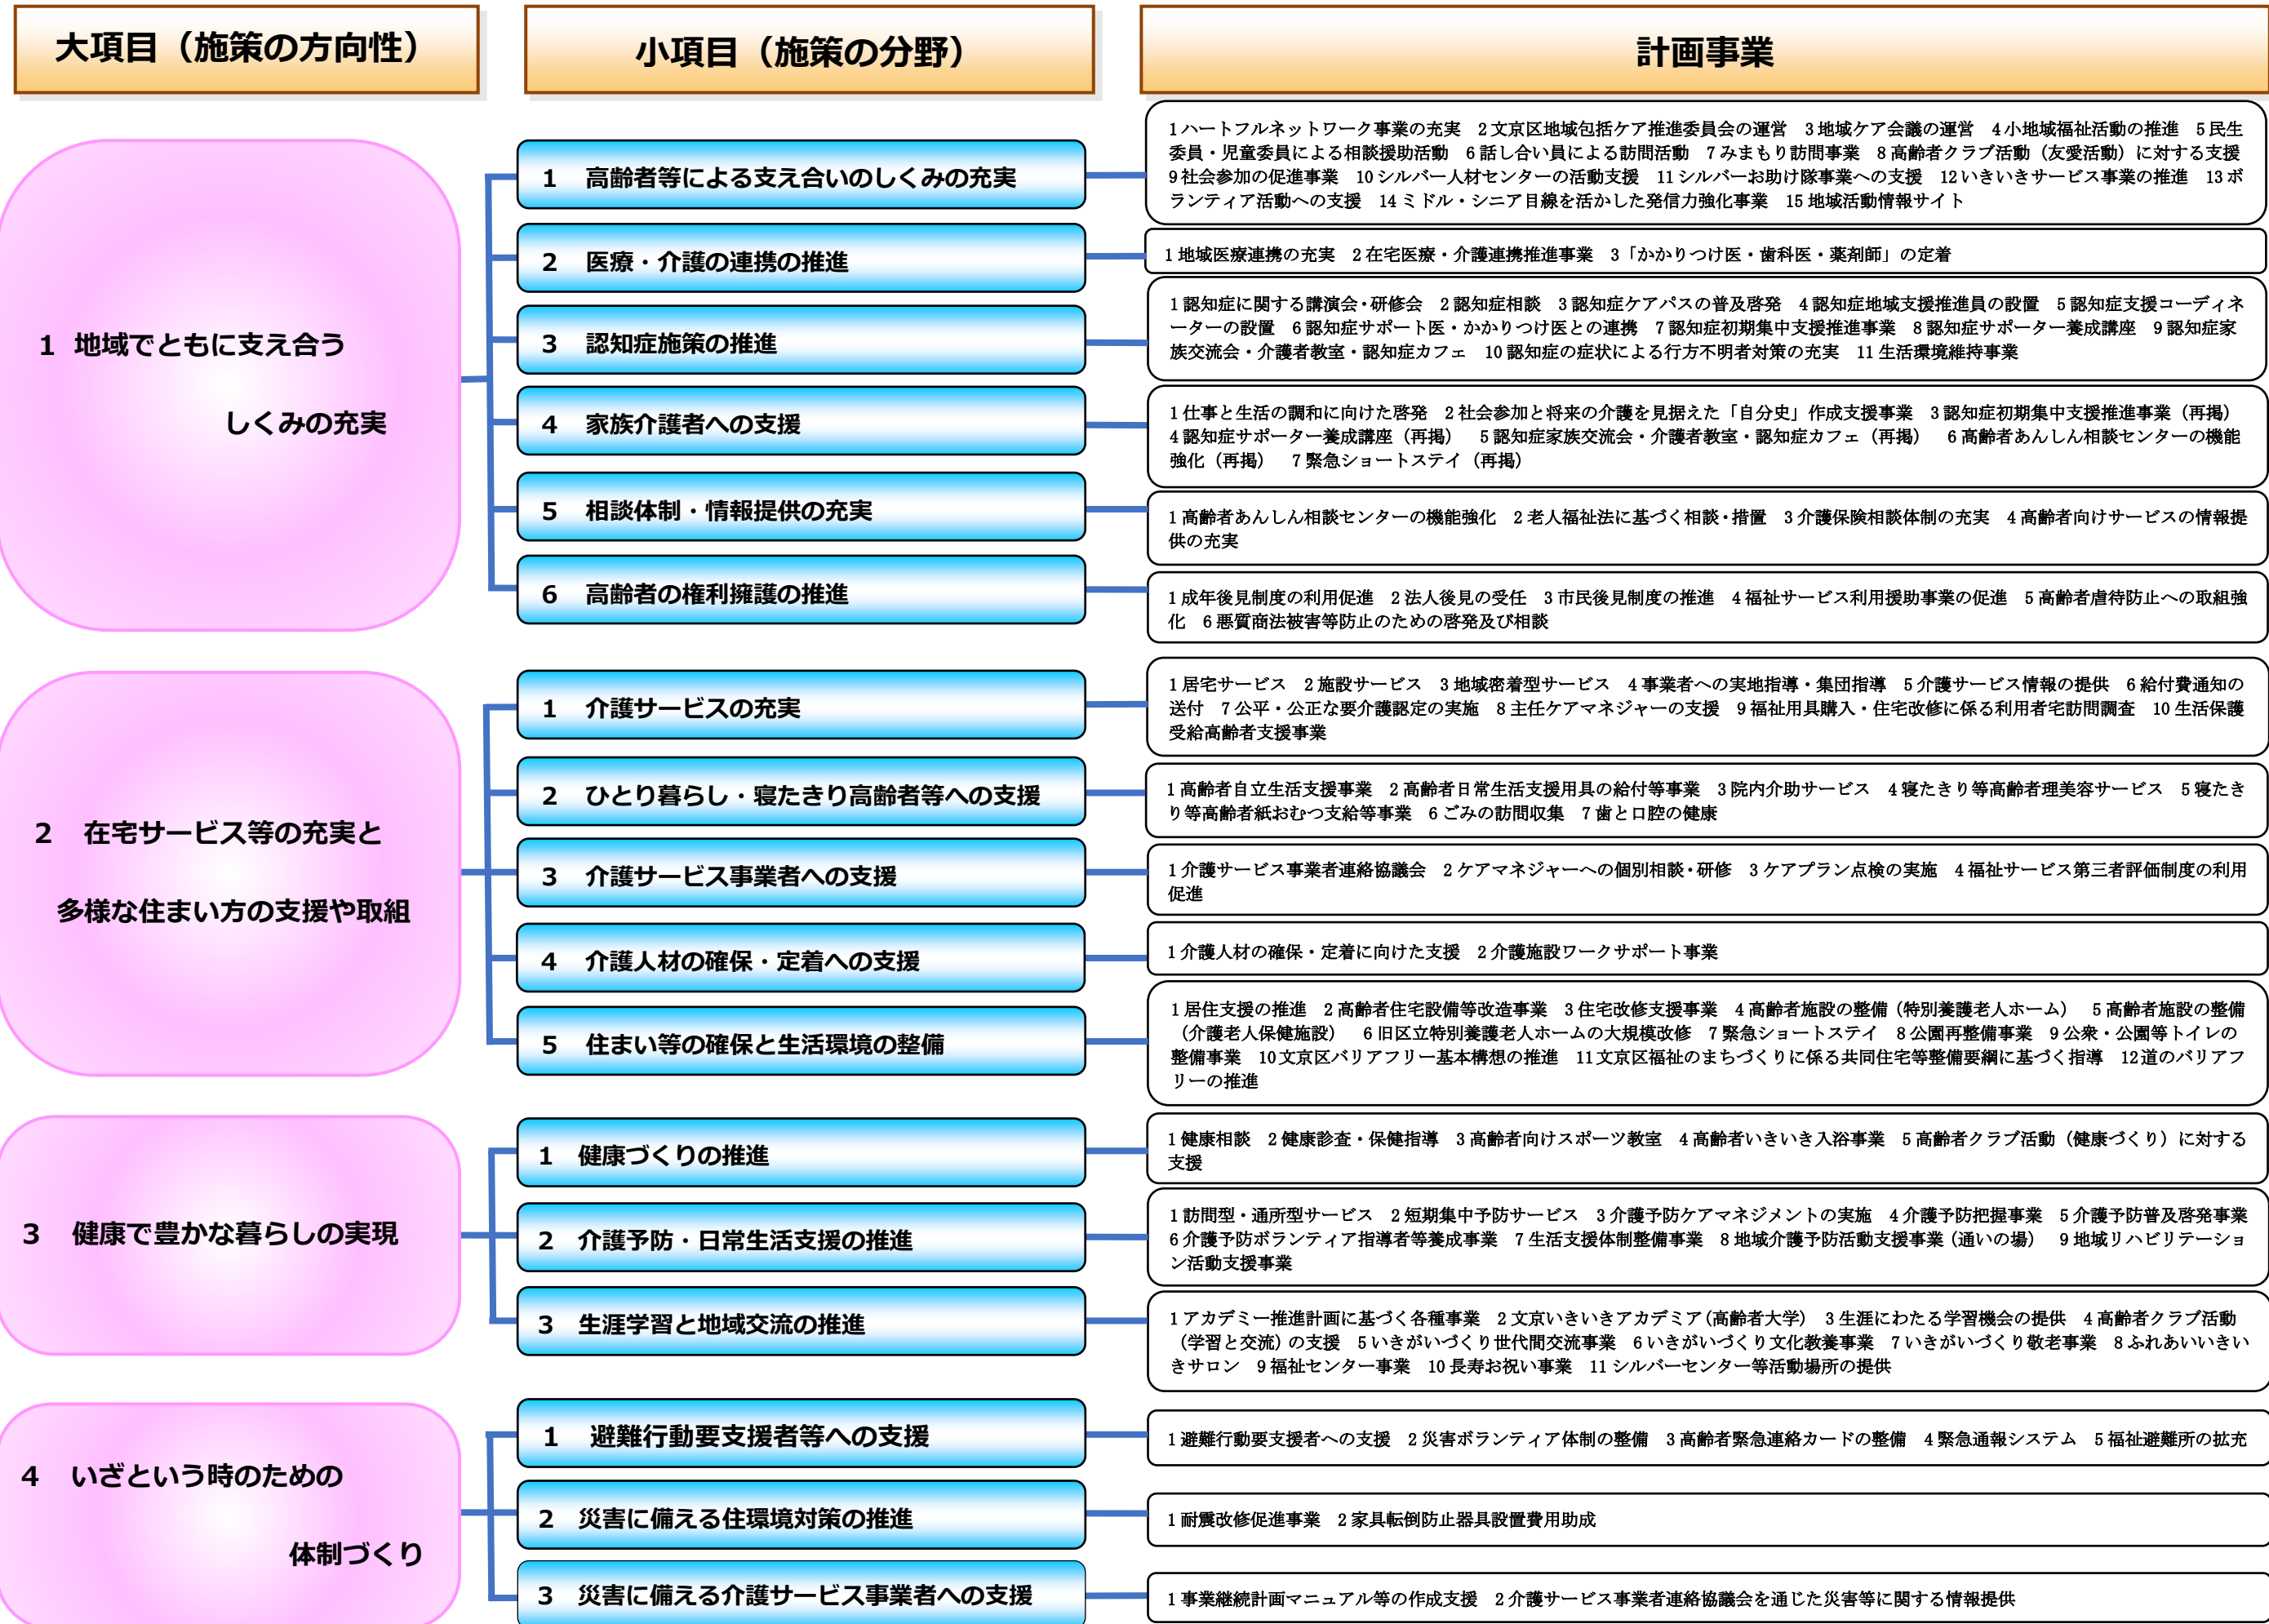 大項目（施策の方向性）
小項目（施策の分野）
計画事業
1 地域でともに支え合う
しくみの充実
1 高齢者等による支え合いのしくみの充実
1 ハートフルネットワーク事業の充実 2 文京区地域包括ケア推進委員会の運営 3 地域ケア会議の運営 4 小地域福祉活動の推進 5 民生
委員・児童委員による相談援助活動 6 話し合い員による訪問活動 7 みまもり訪問事業 8 高齢者クラブ活動（友愛活動）に対する支援
9 社会参加の促進事業 10 シルバー人材センターの活動支援 11 シルバーお助け隊事業への支援 12 いきいきサービス事業の推進 13 ボ
ランティア活動への支援 14 ミドル・シニア目線を活かした発信力強化事業 15 地域活動情報サイト
2 医療・介護の連携の推進
1 地域医療連携の充実 2 在宅医療・介護連携推進事業 3「かかりつけ医・歯科医・薬剤師」の定着
3 認知症施策の推進
1 認知症に関する講演会・研修会 2 認知症相談 3 認知症ケアパスの普及啓発 4 認知症地域支援推進員の設置 5 認知症支援コーディネ
ーターの設置 6 認知症サポート医・かかりつけ医との連携 7 認知症初期集中支援推進事業 8 認知症サポーター養成講座 9 認知症家
族交流会・介護者教室・認知症カフェ 10 認知症の症状による行方不明者対策の充実 11 生活環境維持事業
4 家族介護者への支援
1 仕事と生活の調和に向けた啓発 2 社会参加と将来の介護を見据えた「自分史」作成支援事業 3 認知症初期集中支援推進事業（再掲）
4 認知症サポーター養成講座（再掲） 5 認知症家族交流会・介護者教室・認知症カフェ（再掲） 6 高齢者あんしん相談センターの機能
強化（再掲） 7 緊急ショートステイ（再掲）
5 相談体制・情報提供の充実
1 高齢者あんしん相談センターの機能強化 2 老人福祉法に基づく相談・措置 3 介護保険相談体制の充実 4 高齢者向けサービスの情報提
供の充実
6 高齢者の権利擁護の推進
1 成年後見制度の利用促進 2 法人後見の受任 3 市民後見制度の推進 4 福祉サービス利用援助事業の促進 5 高齢者虐待防止への取組強
化 6 悪質商法被害等防止のための啓発及び相談
2 在宅サービス等の充実と
多様な住まい方の支援や取組
1 介護サービスの充実
1 居宅サービス 2 施設サービス 3 地域密着型サービス 4 事業者への実地指導・集団指導 5 介護サービス情報の提供 6 給付費通知の
送付 7 公平・公正な要介護認定の実施 8 主任ケアマネジャーの支援 9 福祉用具購入・住宅改修に係る利用者宅訪問調査 10 生活保護
受給高齢者支援事業
2 ひとり暮らし・寝たきり高齢者等への支援
1 高齢者自立生活支援事業 2 高齢者日常生活支援用具の給付等事業 3 院内介助サービス 4 寝たきり等高齢者理美容サービス 5 寝たき
り等高齢者紙おむつ支給等事業 6 ごみの訪問収集 7 歯と口腔の健康
3 介護サービス事業者への支援
1 介護サービス事業者連絡協議会 2 ケアマネジャーへの個別相談・研修 3 ケアプラン点検の実施 4 福祉サービス第三者評価制度の利用
促進
4 介護人材の確保・定着への支援
1 介護人材の確保・定着に向けた支援 2 介護施設ワークサポート事業
5 住まい等の確保と生活環境の整備
1 居住支援の推進 2 高齢者住宅設備等改造事業 3 住宅改修支援事業 4 高齢者施設の整備（特別養護老人ホーム） 5 高齢者施設の整備
（介護老人保健施設） 6 旧区立特別養護老人ホームの大規模改修 7 緊急ショートステイ 8 公園再整備事業 9 公衆・公園等トイレの
整備事業 10 文京区バリアフリー基本構想の推進 11 文京区福祉のまちづくりに係る共同住宅等整備要綱に基づく指導 12 道のバリアフ
リーの推進
3 健康で豊かな暮らしの実現
1 健康づくりの推進
1 健康相談 2 健康診査・保健指導 3 高齢者向けスポーツ教室 4 高齢者いきいき入浴事業 5 高齢者クラブ活動（健康づくり）に対する
支援
2 介護予防・日常生活支援の推進
1 訪問型・通所型サービス 2 短期集中予防サービス 3 介護予防ケアマネジメントの実施 4 介護予防把握事業 5 介護予防普及啓発事業
6 介護予防ボランティア指導者等養成事業 7 生活支援体制整備事業 8 地域介護予防活動支援事業（通いの場） 9 地域リハビリテーショ
ン活動支援事業
3 生涯学習と地域交流の推進
1 アカデミー推進計画に基づく各種事業 2 文京いきいきアカデミア（高齢者大学） 3 生涯にわたる学習機会の提供 4 高齢者クラブ活動
（学習と交流）の支援 5 いきがいづくり世代間交流事業 6 いきがいづくり文化教養事業 7 いきがいづくり敬老事業 8 ふれあいいきい
きサロン 9 福祉センター事業 10 長寿お祝い事業 11 シルバーセンター等活動場所の提供
4 いざという時のための
体制づくり
1 避難行動要支援者等への支援
1 避難行動要支援者への支援 2 災害ボランティア体制の整備 3 高齢者緊急連絡カードの整備 4 緊急通報システム 5 福祉避難所の拡充
2 災害に備える住環境対策の推進
1 耐震改修促進事業 2 家具転倒防止器具設置費用助成
3 災害に備える介護サービス事業者への支援
1 事業継続計画マニュアル等の作成支援 2 介護サービス事業者連絡協議会を通じた災害等に関する情報提供